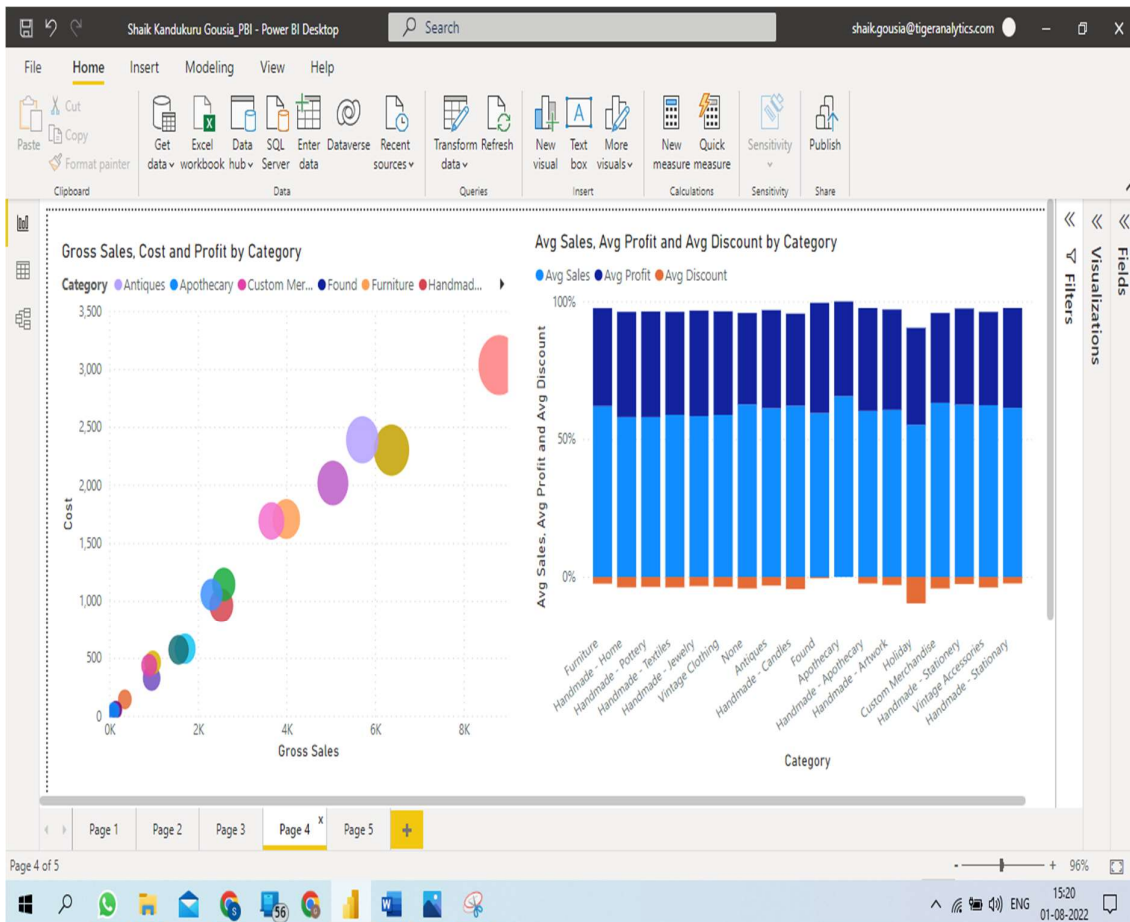 Shaik Kandukuru Gousia_PBI - Power BI Desktop
Search
shaik.gousia@tigeranalytics.com
File Home Insert Modeling View Help
Paste
Cut
Copy
Format painter
Clipboard
Get data
Excel workbook
Data hub
SQL Server
Enter data
Dataverse
Recent sources
Data
Transform data
Refresh
Queries
New visual
Text box
More visuals
Insert
New measure
Quick measure
Calculations
Sensitivity
Sensitivity
Publish
Share
Gross Sales, Cost and Profit by Category
Category Antiques Apothecary Custom Mer... Found Furniture Handmad...
3,500
3,000
2,500
2,000
1,500
1,000
500
0
Cost
0K 2K 4K 6K 8K
Gross Sales
Avg Sales, Avg Profit and Avg Discount by Category
Avg Sales Avg Profit Avg Discount
100%
50%
0%
Avg Sales, Avg Profit and Avg Discount
Furniture
Handmade - Home
Handmade - Pottery
Handmade - Textiles
Handmade - Jewelry
Vintage Clothing
None
Antiques
Handmade - Candles
Found
Apothecary
Handmade - Apothecary
Handmade - Artwork
Holiday
Custom Merchandise
Handmade - Stationery
Vintage Accessories
Handmade - Stationary
Category
Filters
Visualizations
Fields
Page 1 Page 2 Page 3 Page 4 x Page 5 +
Page 4 of 5
- + 96%
56
ENG
15:20
01-08-2022